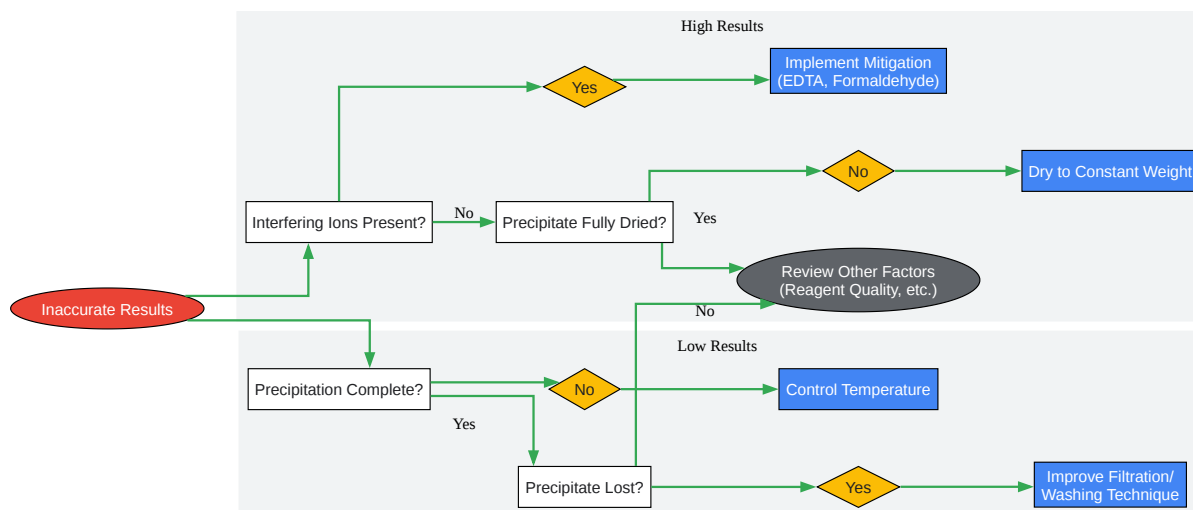 High Results
Yes
Implement Mitigation
(EDTA, Formaldehyde)
No
Dry to Constant Weight
Interfering Ions Present?
No
Precipitate Fully Dried?
Yes
Review Other Factors
(Reagent Quality, etc.)
Inaccurate Results
No
Low Results
Precipitation Complete?
No
Control Temperature
Yes
Precipitate Lost?
Yes
Improve Filtration/
Washing Technique